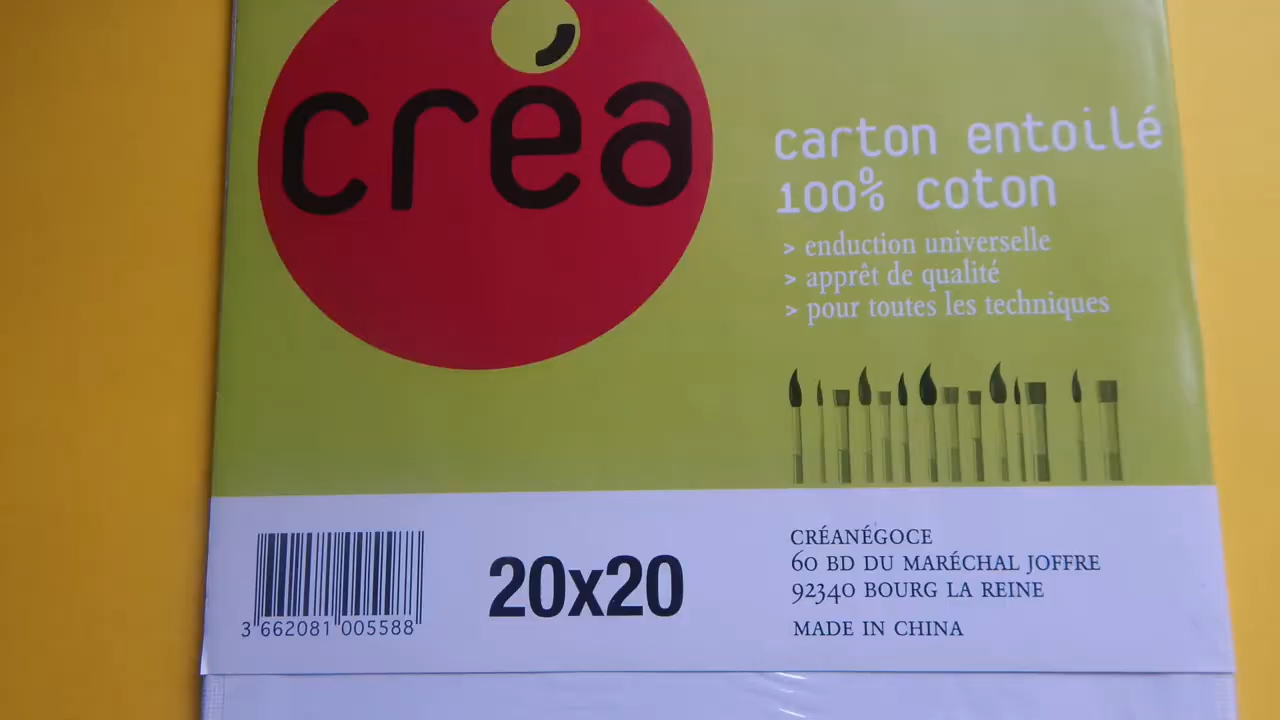 créa
carton entoilé
100% coton
> enduction universelle
> apprêt de qualité
> pour toutes les techniques
3 662081 005588
20x20
CRÉANÉGOCE
60 BD DU MARÉCHAL JOFFRE
92340 BOURG LA REINE
MADE IN CHINA